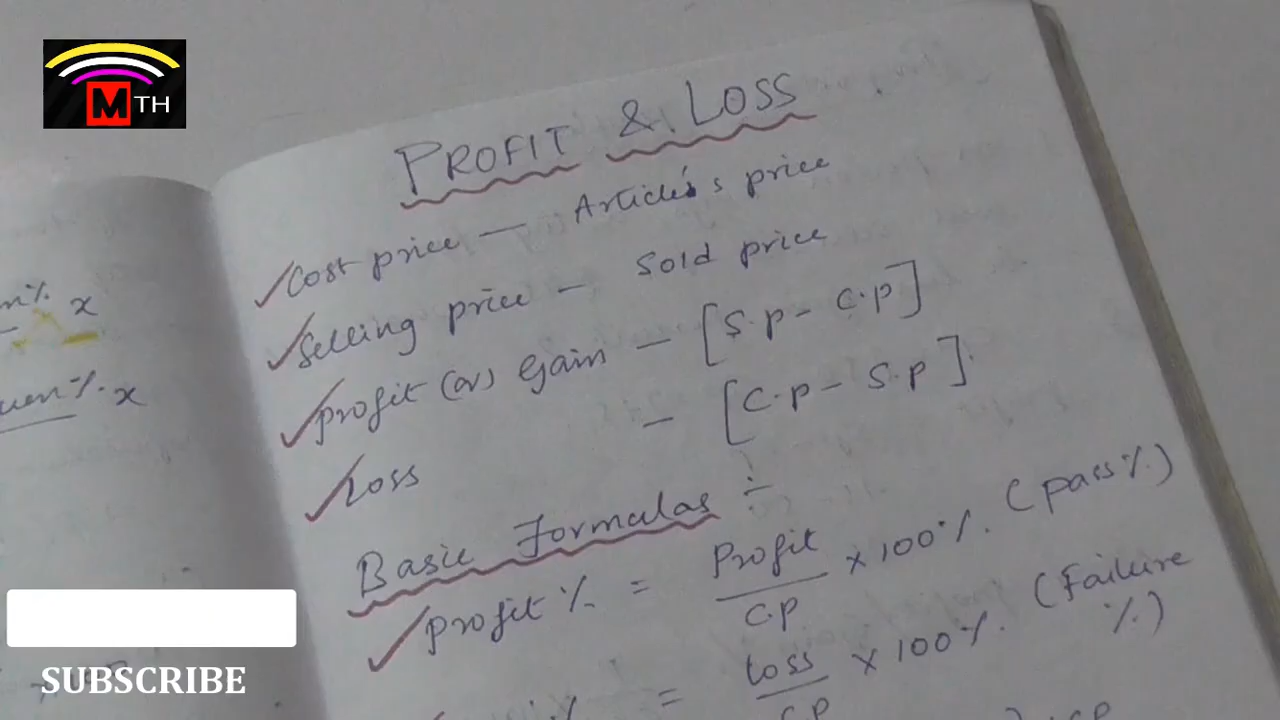 MTH
PROFIT & LOSS
Cost price — Article's price
Selling price — Sold price
Profit (or) Gain — [S.P - C.P]
Loss — [C.P - S.P]
Basic Formulas :-
Profit % = Profit / C.P × 100%. (Pass %.)
% = Loss / C.P × 100%. (Failure %)
x
%. x
SUBSCRIBE